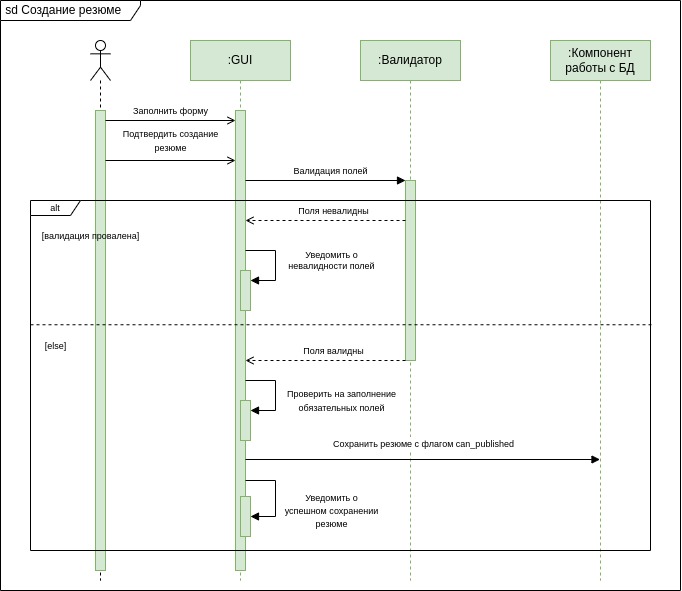 sd Создание резюме
:GUI
:Валидатор
:Компонент
работы с БД
Заполнить форму
Подтвердить создание
резюме
Валидация полей
alt
Поля невалидны
[валидация провалена]
Уведомить о
невалидности полей
[else]
Поля валидны
Проверить на заполнение
обязательных полей
Сохранить резюме с флагом can_published
Уведомить о
успешном сохранении
резюме